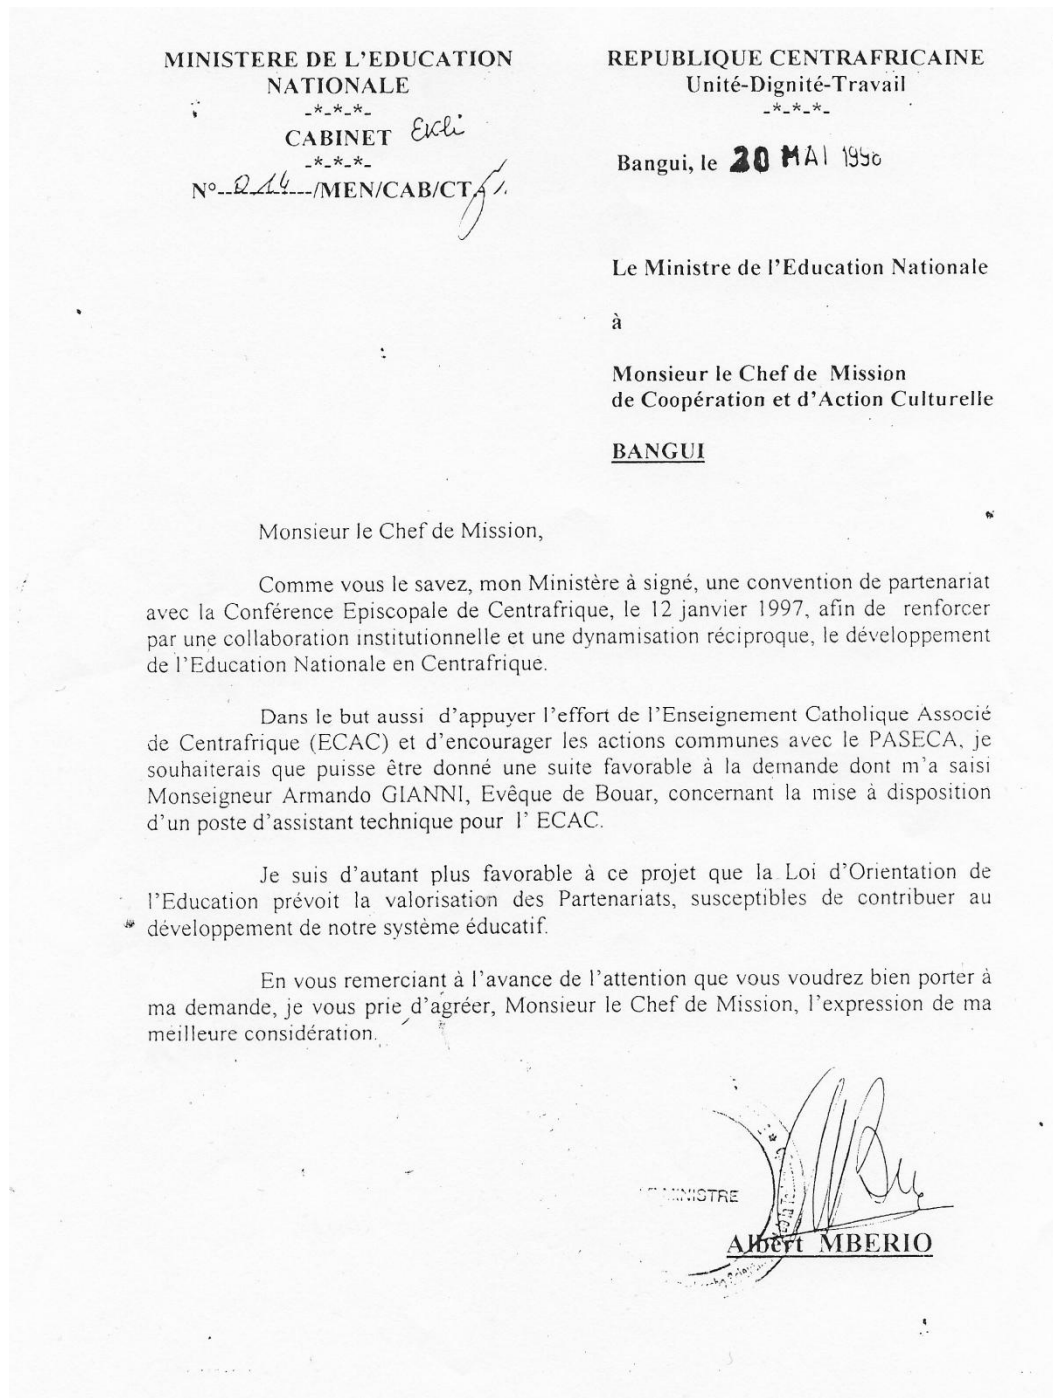 MINISTERE DE L'EDUCATION
NATIONALE
-*-*-*-
CABINET
-*-*-*-
N°--014---/MEN/CAB/CT
REPUBLIQUE CENTRAFRICAINE
Unité-Dignité-Travail
-*-*-*-
Bangui, le 20 MAI
Le Ministre de l'Education Nationale
à
Monsieur le Chef de Mission
de Coopération et d'Action Culturelle
BANGUI
Monsieur le Chef de Mission,
Comme vous le savez, mon Ministère à signé, une convention de partenariat
avec la Conférence Episcopale de Centrafrique, le 12 janvier 1997, afin de renforcer
par une collaboration institutionnelle et une dynamisation réciproque, le développement
de l'Education Nationale en Centrafrique.
Dans le but aussi d'appuyer l'effort de l'Enseignement Catholique Associé
de Centrafrique (ECAC) et d'encourager les actions communes avec le PASECA, je
souhaiterais que puisse être donné une suite favorable à la demande dont m'a saisi
Monseigneur Armando GIANNI, Evêque de Bouar, concernant la mise à disposition
d'un poste d'assistant technique pour l' ECAC.
Je suis d'autant plus favorable à ce projet que la Loi d'Orientation de
l'Education prévoit la valorisation des Partenariats, susceptibles de contribuer au
développement de notre système éducatif.
En vous remerciant à l'avance de l'attention que vous voudrez bien porter à
ma demande, je vous prie d'agréer, Monsieur le Chef de Mission, l'expression de ma
meilleure considération.
MINISTRE
Albert MBERIO